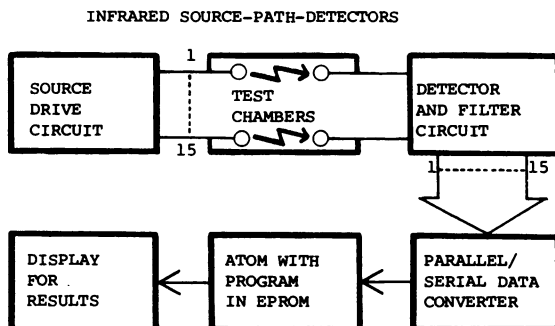 INFRARED SOURCE-PATH-DETECTORS
1
SOURCE
DRIVE
CIRCUIT
15
TEST
CHAMBERS
DETECTOR
AND FILTER
CIRCUIT
1
15
DISPLAY
FOR
RESULTS
ATOM WITH
PROGRAM
IN EPROM
PARALLEL/
SERIAL DATA
CONVERTER